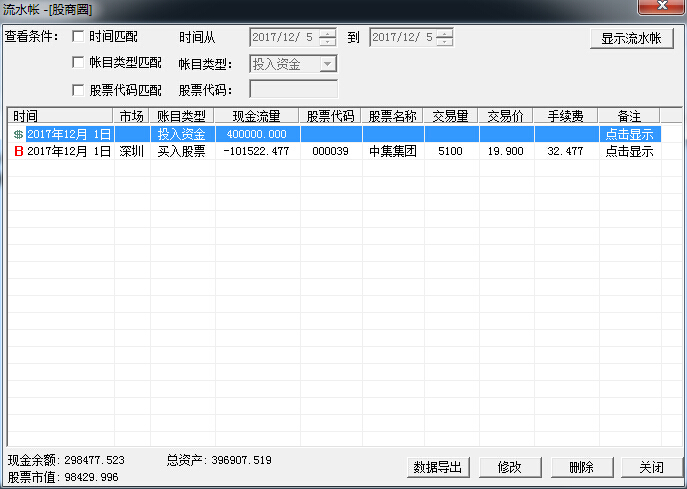 流水帐 -[股商圆]
查看条件: 时间匹配 时间从 2017/12/ 5 到 2017/12/ 5 显示流水帐
帐目类型匹配 帐目类型: 投入资金
股票代码匹配 股票代码:
时间 市场 账目类型 现金流量 股票代码 股票名称 交易量 交易价 手续费 备注
$ 2017年12月 1日 投入资金 400000.000 点击显示
B 2017年12月 1日 深圳 买入股票 -101522.477 000039 中集集团 5100 19.900 32.477 点击显示
现金余额: 298477.523 总资产: 396907.519
股票市值: 98429.996
数据导出 修改 删除 关闭